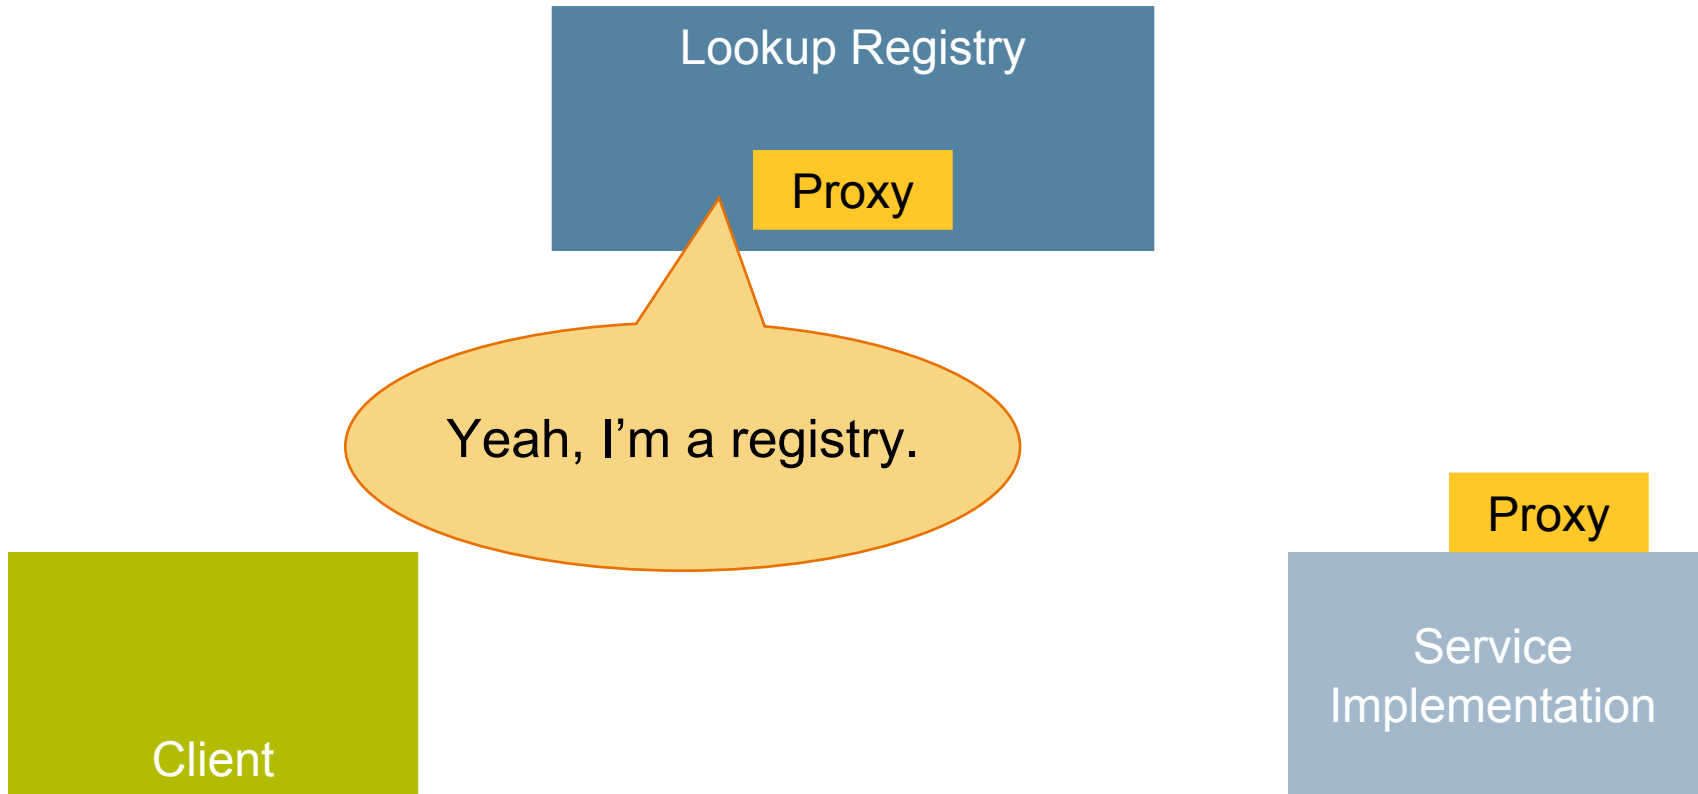 Lookup Registry
Proxy
Yeah, I’m a registry.
Proxy
Service
Implementation
Client